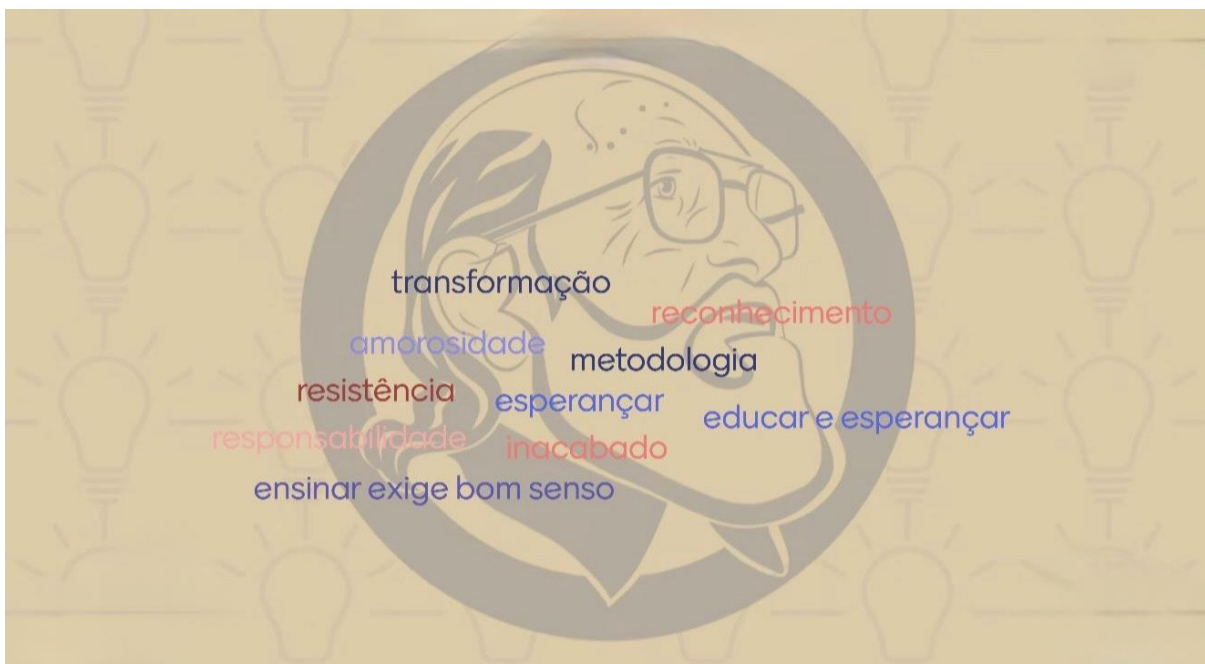 transformação
reconhecimento
amorosidade
metodologia
resistência
esperançar
educar e esperançar
responsabilidade
inacabado
ensinar exige bom senso